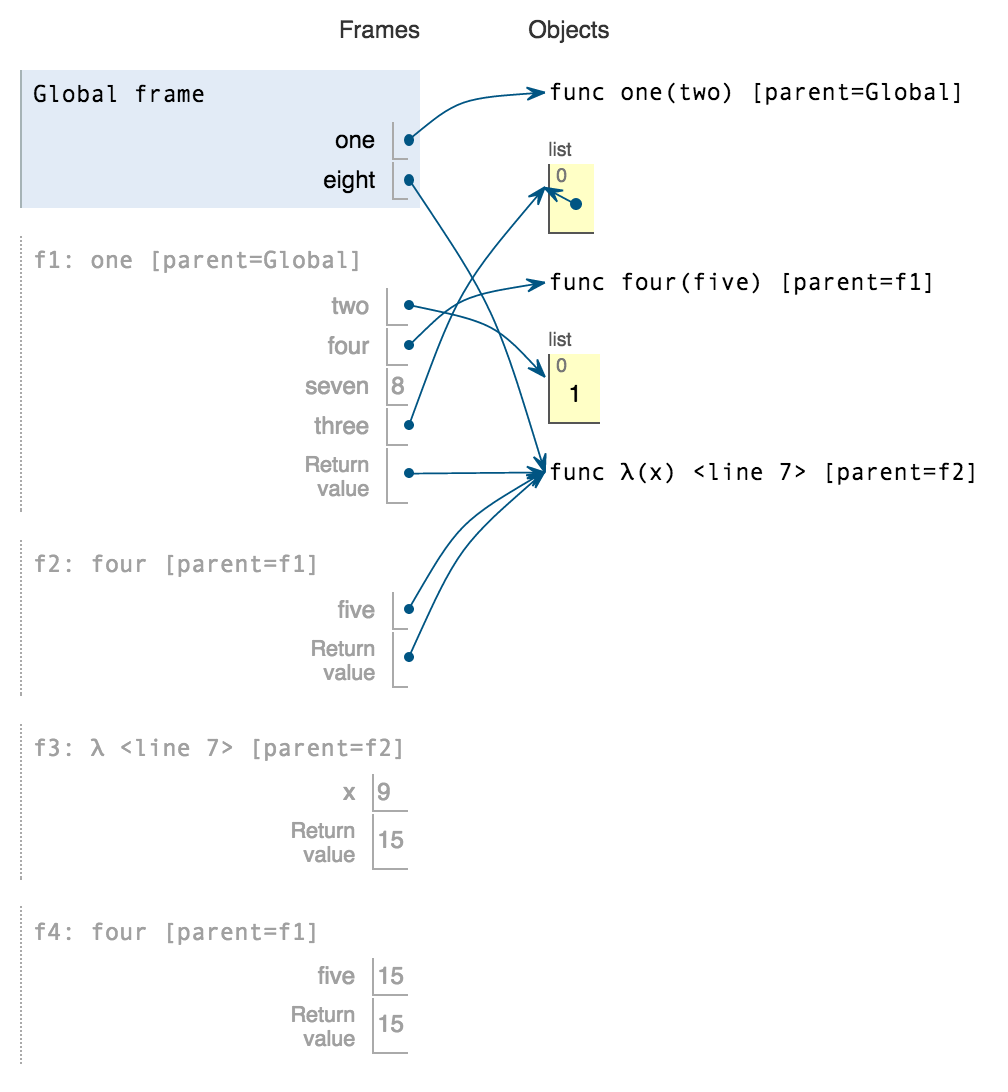 Frames Objects
Global frame
func one(two) [parent=Global]
one
list
eight
0
f1: one [parent=Global]
func four(five) [parent=f1]
two
list
four
0
seven 8
1
three
Return
value
func λ(x) <line 7> [parent=f2]
f2: four [parent=f1]
five
Return
value
f3: λ <line 7> [parent=f2]
x 9
Return
value
15
f4: four [parent=f1]
five 15
Return
value
15